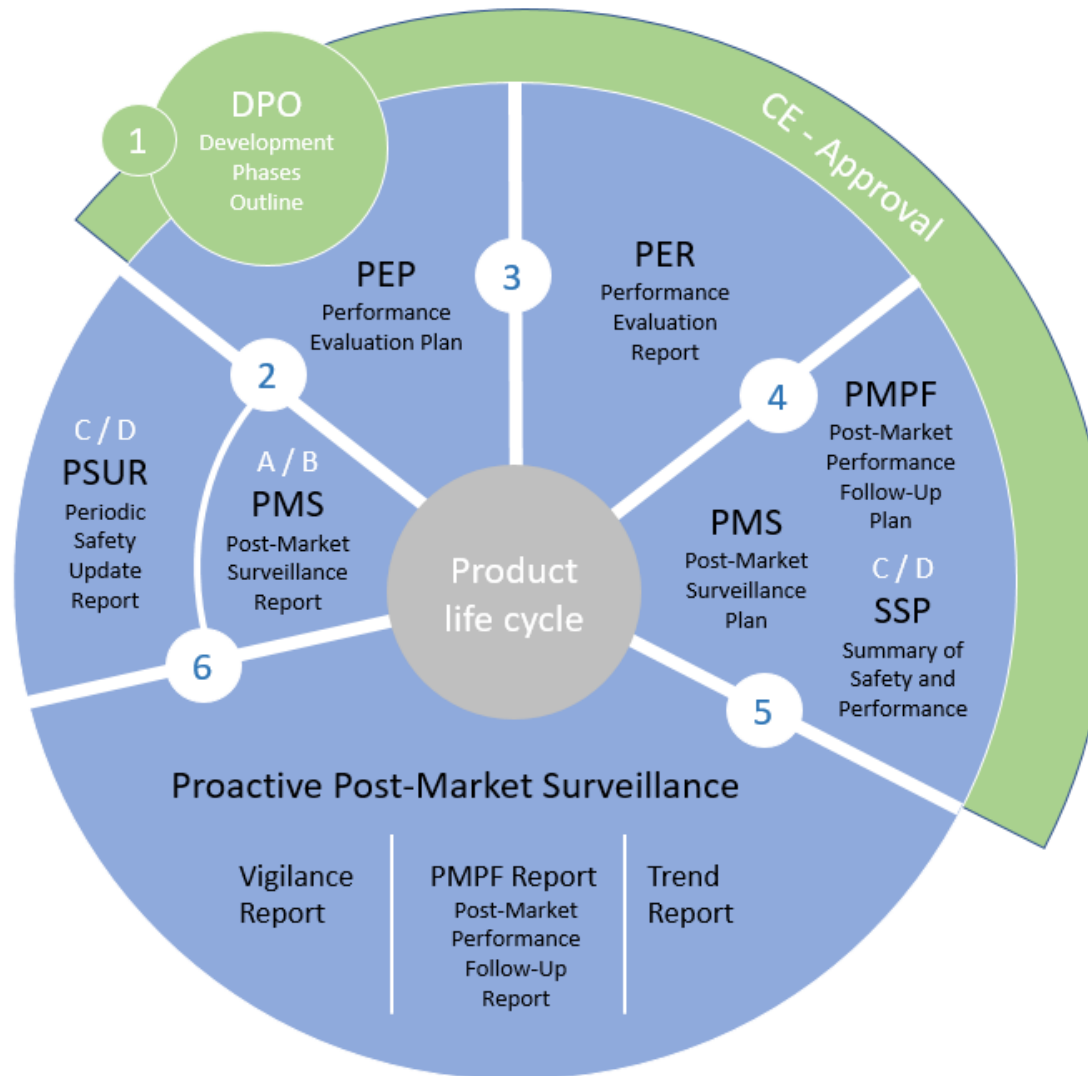 1
DPO
Development
Phases
Outline
CE - Approval
2
PEP
Performance
Evaluation Plan
3
PER
Performance
Evaluation
Report
4
PMPF
Post-Market
Performance
Follow-Up
Plan
PMS
Post-Market
Surveillance
Plan
C / D
SSP
Summary of
Safety and
Performance
5
Proactive Post-Market Surveillance
Vigilance
Report
PMPF Report
Post-Market
Performance
Follow-Up
Report
Trend
Report
6
C / D
PSUR
Periodic
Safety
Update
Report
A / B
PMS
Post-Market
Surveillance
Report
Product
life cycle